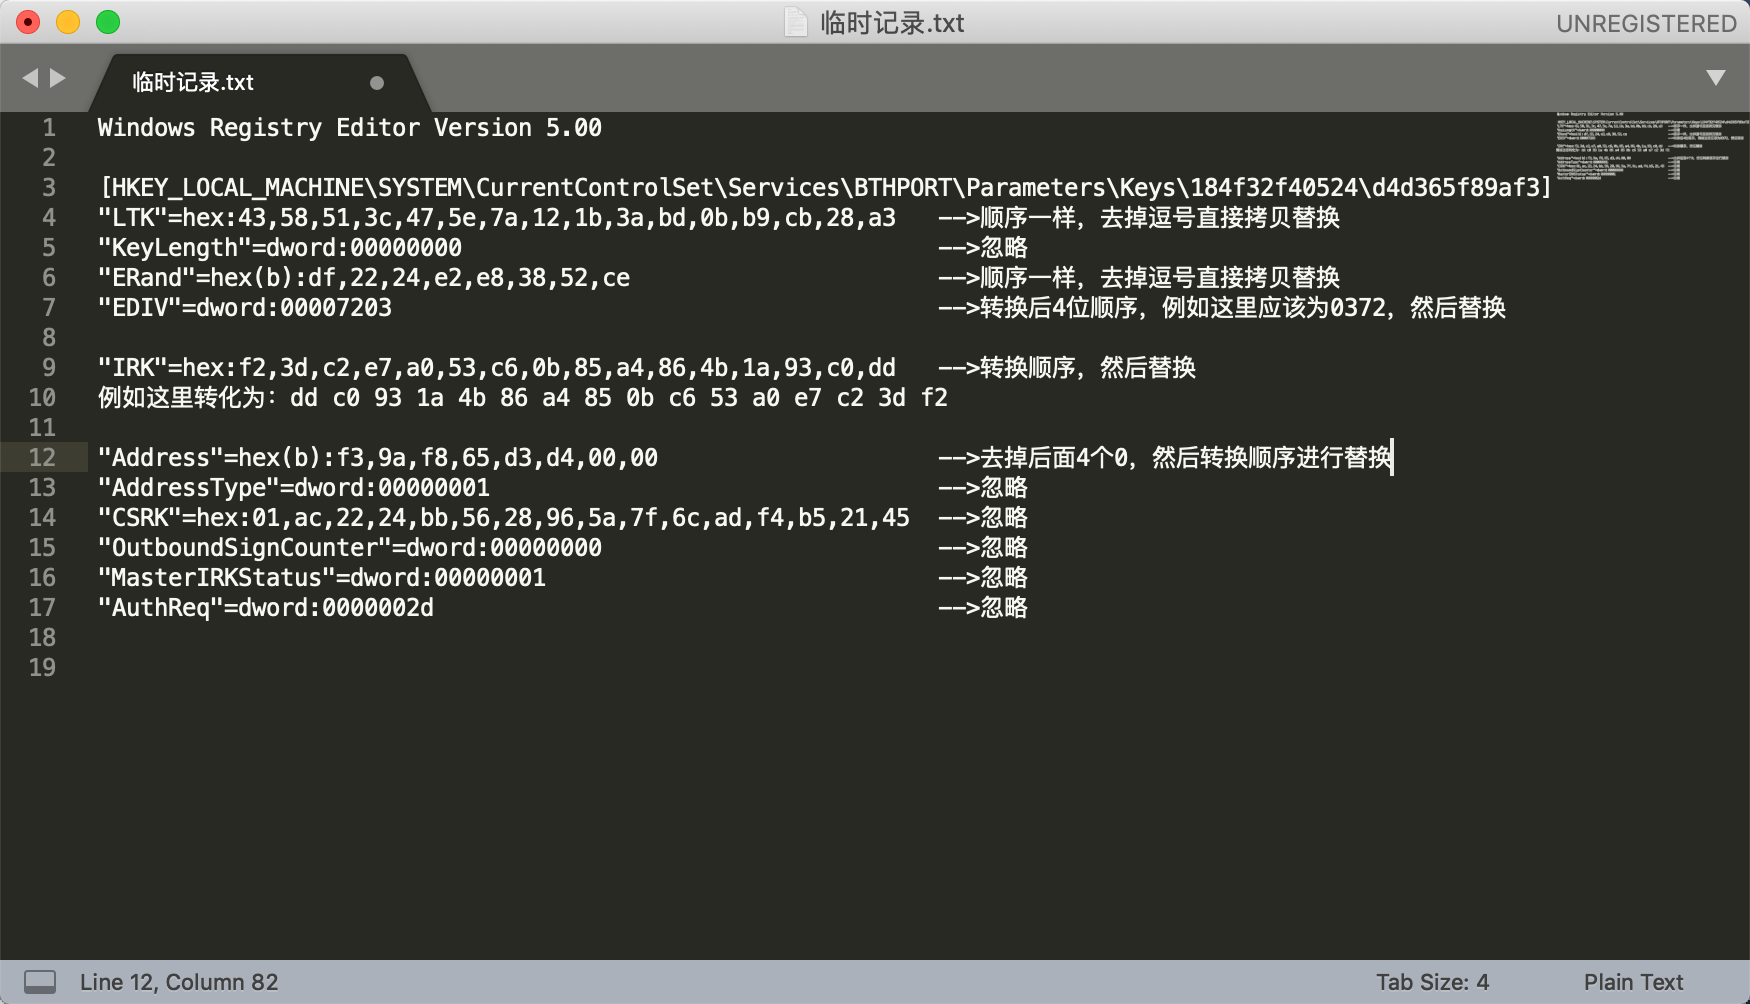 临时记录.txt
UNREGISTERED
临时记录.txt
1 Windows Registry Editor Version 5.00
2
3 [HKEY_LOCAL_MACHINE\SYSTEM\CurrentControlSet\Services\BTHPORT\Parameters\Keys\184f32f40524\d4d365f89af3]
4 "LTK"=hex:43,58,51,3c,47,5e,7a,12,1b,3a,bd,0b,b9,cb,28,a3 -->顺序一样，去掉逗号直接拷贝替换
5 "KeyLength"=dword:00000000 -->忽略
6 "ERand"=hex(b):df,22,24,e2,e8,38,52,ce -->顺序一样，去掉逗号直接拷贝替换
7 "EDIV"=dword:00007203 -->转换后4位顺序，例如这里应该为0372，然后替换
8
9 "IRK"=hex:f2,3d,c2,e7,a0,53,c6,0b,85,a4,86,4b,1a,93,c0,dd -->转换顺序，然后替换
10 例如这里转化为：dd c0 93 1a 4b 86 a4 85 0b c6 53 a0 e7 c2 3d f2
11
12 "Address"=hex(b):f3,9a,f8,65,d3,d4,00,00 -->去掉后面4个0，然后转换顺序进行替换
13 "AddressType"=dword:00000001 -->忽略
14 "CSRK"=hex:01,ac,22,24,bb,56,28,96,5a,7f,6c,ad,f4,b5,21,45 -->忽略
15 "OutboundSignCounter"=dword:00000000 -->忽略
16 "MasterIRKStatus"=dword:00000001 -->忽略
17 "AuthReq"=dword:0000002d -->忽略
18
19
Line 12, Column 82
Tab Size: 4
Plain Text